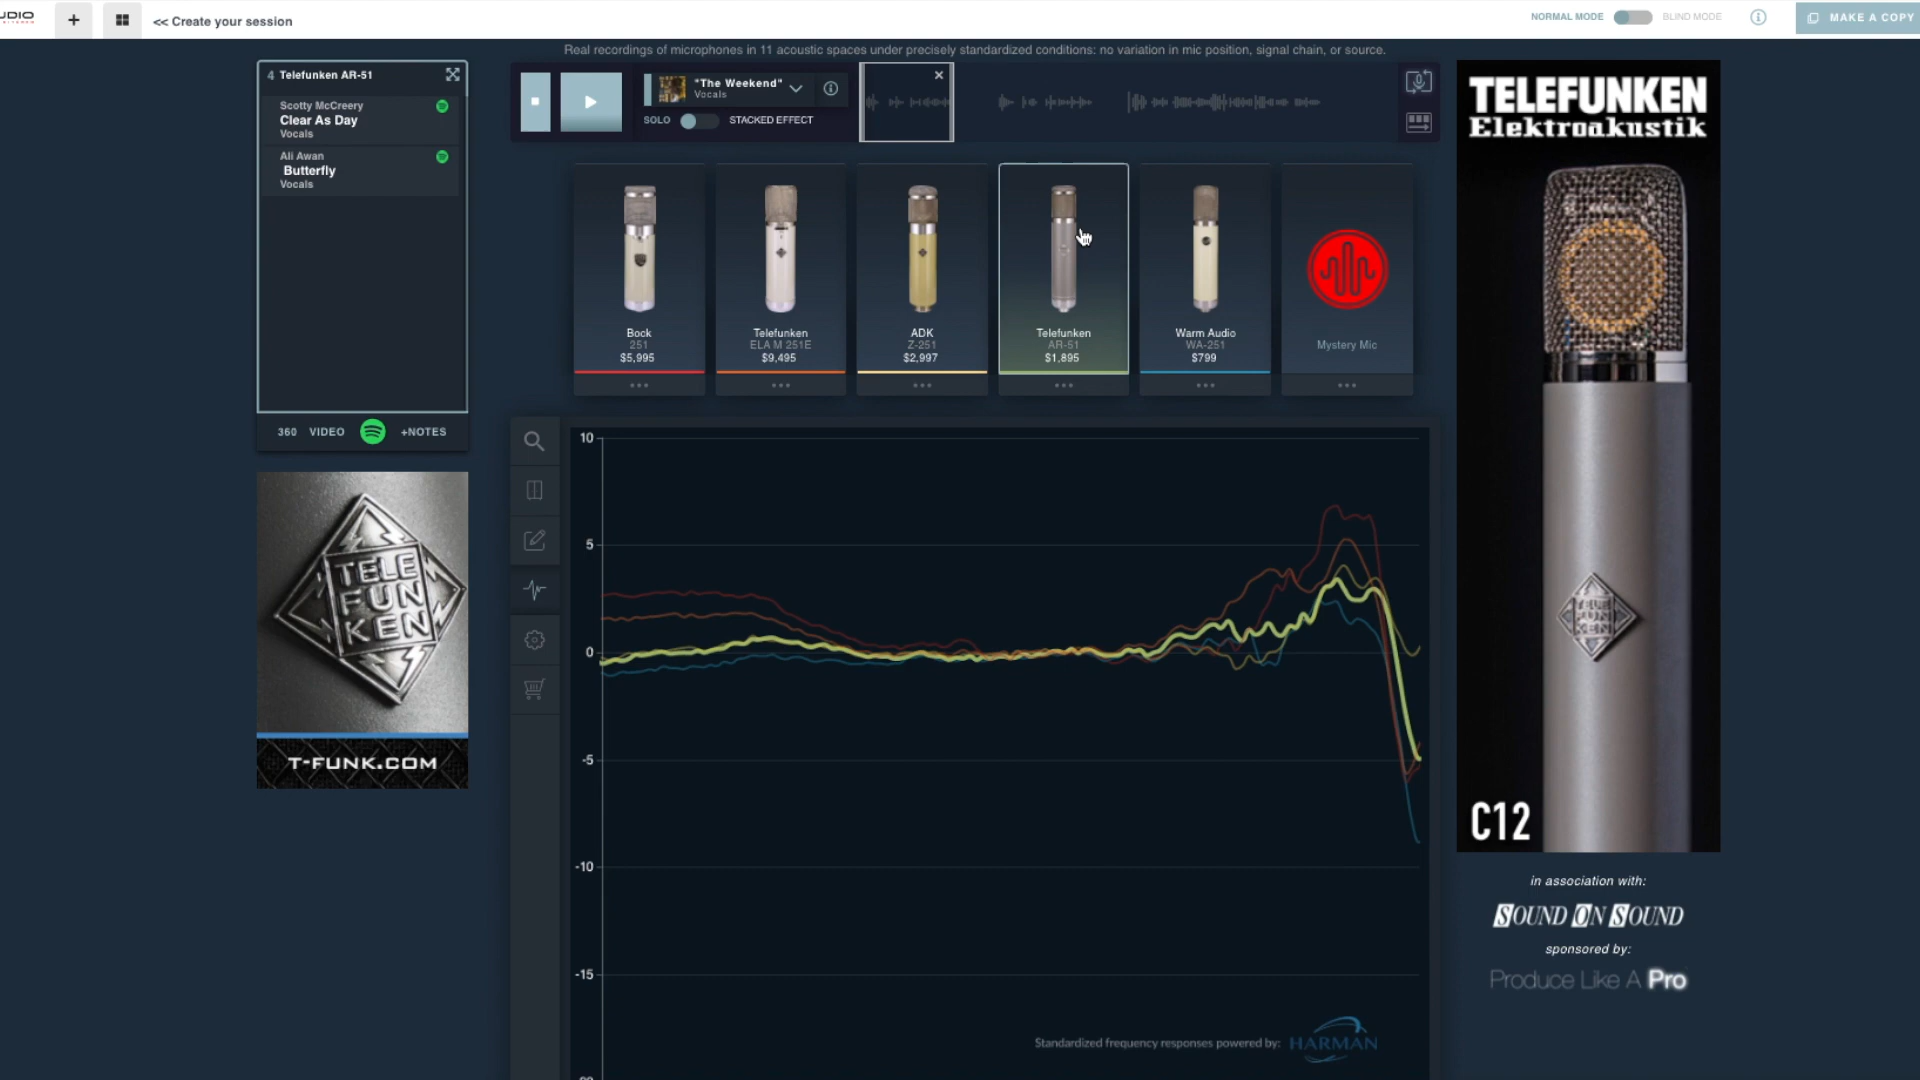 UDIO
<< Create your session
NORMAL MODE
BLIND MODE
MAKE A COPY
Real recordings of microphones in 11 acoustic spaces under precisely standardized conditions: no variation in mic position, signal chain, or source.
4 Telefunken AR-51
Scotty McCreery
Clear As Day
Vocals
Ali Awan
Butterfly
Vocals
360 VIDEO +NOTES
"The Weekend"
Vocals
SOLO STACKED EFFECT
Bock
251
$5,995
Telefunken
ELA M 251E
$9,495
ADK
Z-251
$2,997
Telefunken
AR-51
$1,895
Warm Audio
WA-251
$799
Mystery Mic
10
5
0
-5
-10
-15
Standardized frequency responses powered by: HARMAN
TELE
FUN
KEN
T-FUNK.COM
TELEFUNKEN
Elektroakustik
TELE
FUN
KEN
C12
in association with:
SOUND ON SOUND
sponsored by:
Produce Like A Pro